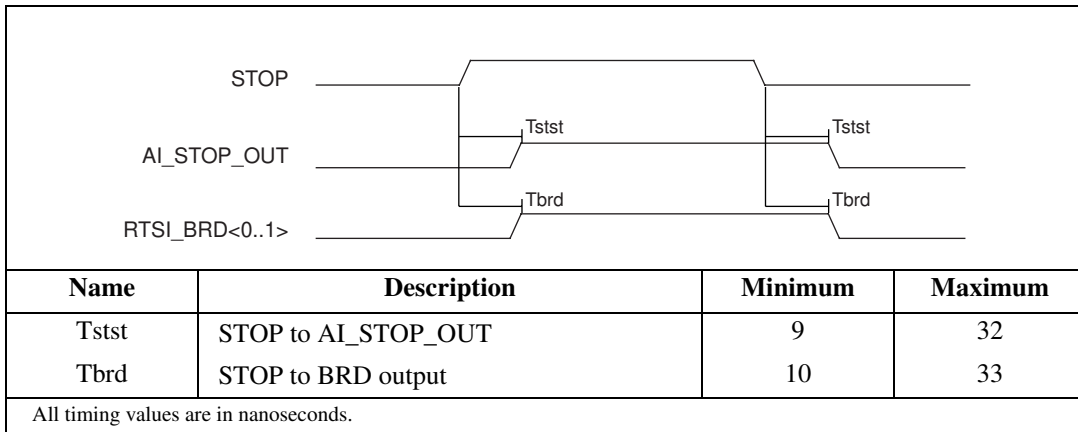 STOP
Tstst Tstst
AI_STOP_OUT
Tbrd Tbrd
RTSI_BRD<0..1>
Name Description Minimum Maximum
Tstst STOP to AI_STOP_OUT 9 32
Tbrd STOP to BRD output 10 33
All timing values are in nanoseconds.